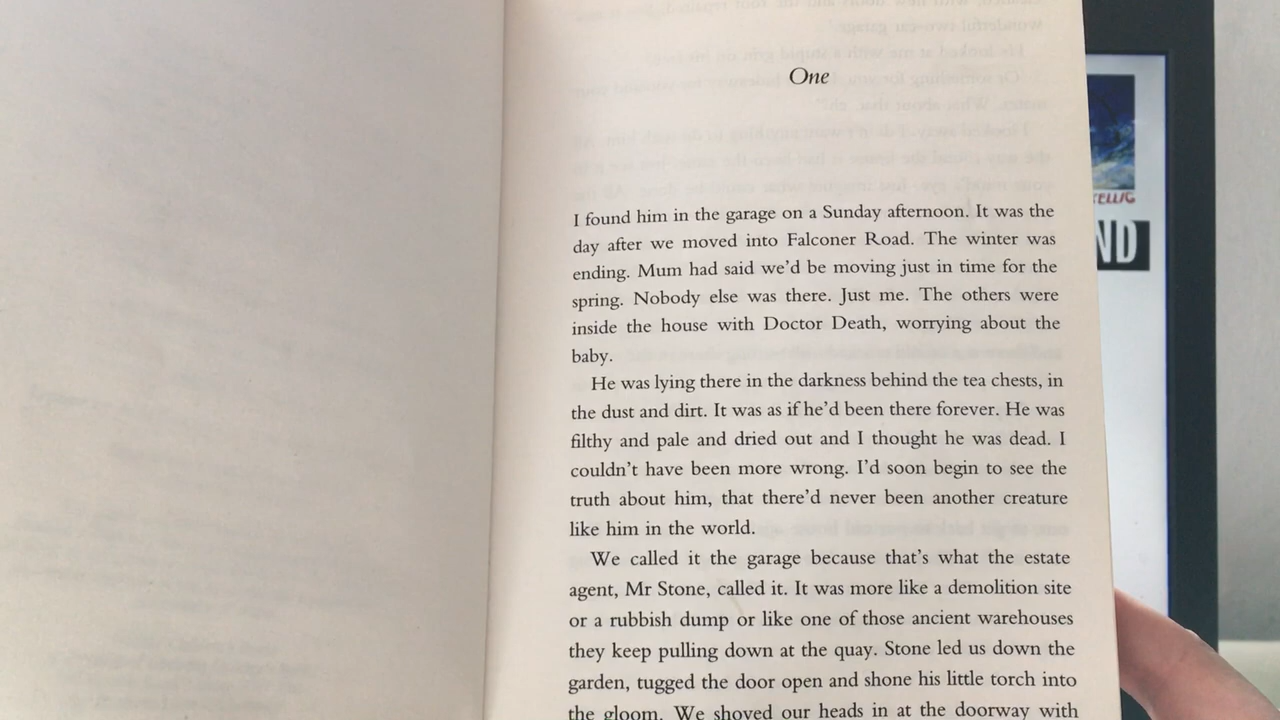 One
I found him in the garage on a Sunday afternoon. It was the
day after we moved into Falconer Road. The winter was
ending. Mum had said we’d be moving just in time for the
spring. Nobody else was there. Just me. The others were
inside the house with Doctor Death, worrying about the
baby.
He was lying there in the darkness behind the tea chests, in
the dust and dirt. It was as if he’d been there forever. He was
filthy and pale and dried out and I thought he was dead. I
couldn’t have been more wrong. I’d soon begin to see the
truth about him, that there’d never been another creature
like him in the world.
We called it the garage because that’s what the estate
agent, Mr Stone, called it. It was more like a demolition site
or a rubbish dump or like one of those ancient warehouses
they keep pulling down at the quay. Stone led us down the
garden, tugged the door open and shone his little torch into
the gloom. We shoved our heads in at the doorway with
ND